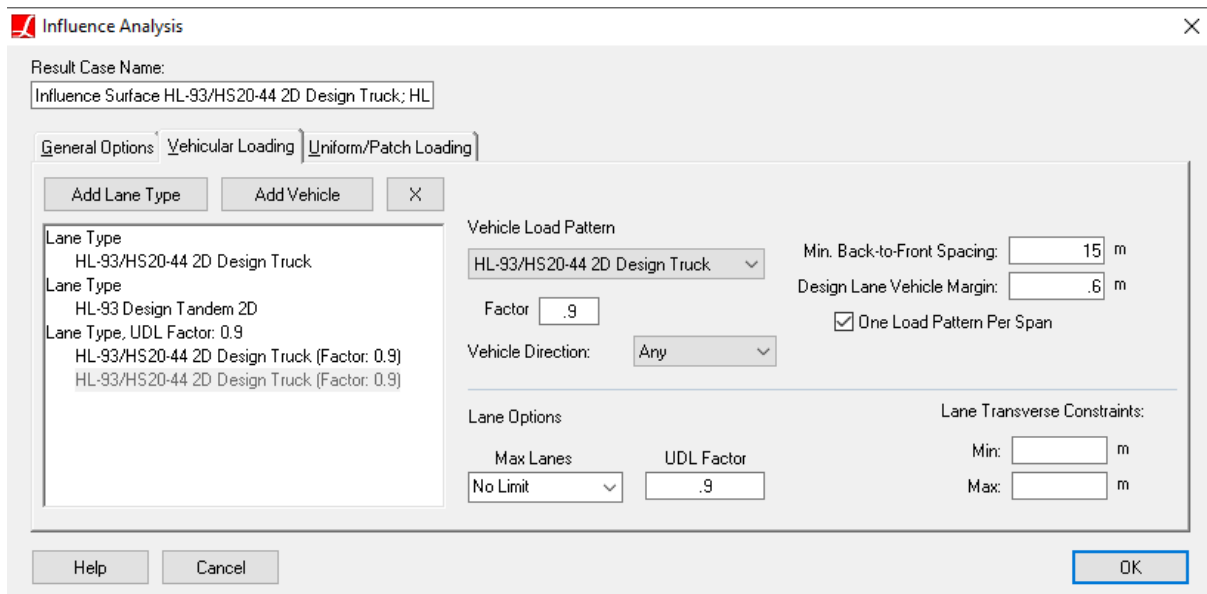 Influence Analysis
Result Case Name:
Influence Surface HL-93/HS20-44 2D Design Truck; HL
General Options Vehicular Loading Uniform/Patch Loading
Add Lane Type Add Vehicle X
Lane Type
HL-93/HS20-44 2D Design Truck
Lane Type
HL-93 Design Tandem 2D
Lane Type, UDL Factor: 0.9
HL-93/HS20-44 2D Design Truck (Factor: 0.9)
HL-93/HS20-44 2D Design Truck (Factor: 0.9)
Vehicle Load Pattern
HL-93/HS20-44 2D Design Truck
Factor .9
Vehicle Direction: Any
Min. Back-to-Front Spacing: 15 m
Design Lane Vehicle Margin: .6 m
One Load Pattern Per Span
Lane Options
Max Lanes UDL Factor
No Limit .9
Lane Transverse Constraints:
Min: m
Max: m
Help Cancel OK